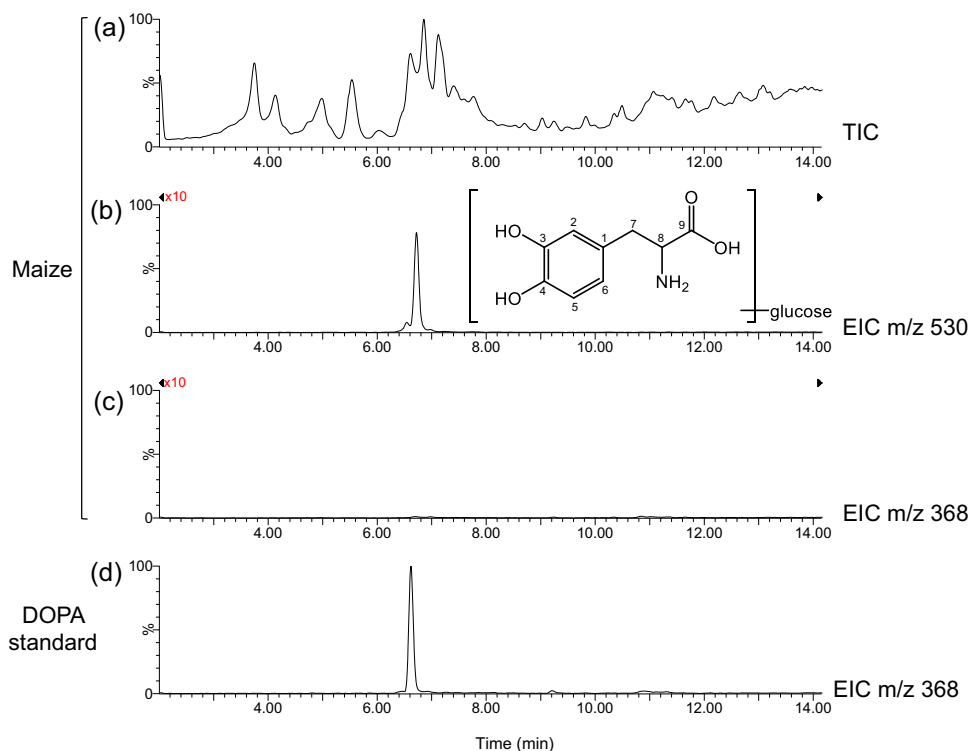 (a)
100
%
0
4.00 6.00 8.00 10.00 12.00 14.00
TIC
Maize
(b)
x10
100
%
0
4.00 6.00 8.00 10.00 12.00 14.00
HO
HO
1
2
3
4
5
6
7
8
9
O
OH
NH2
glucose
EIC m/z 530
(c)
x10
100
%
0
4.00 6.00 8.00 10.00 12.00 14.00
EIC m/z 368
(d)
DOPA
standard
100
%
0
4.00 6.00 8.00 10.00 12.00 14.00
EIC m/z 368
Time (min)